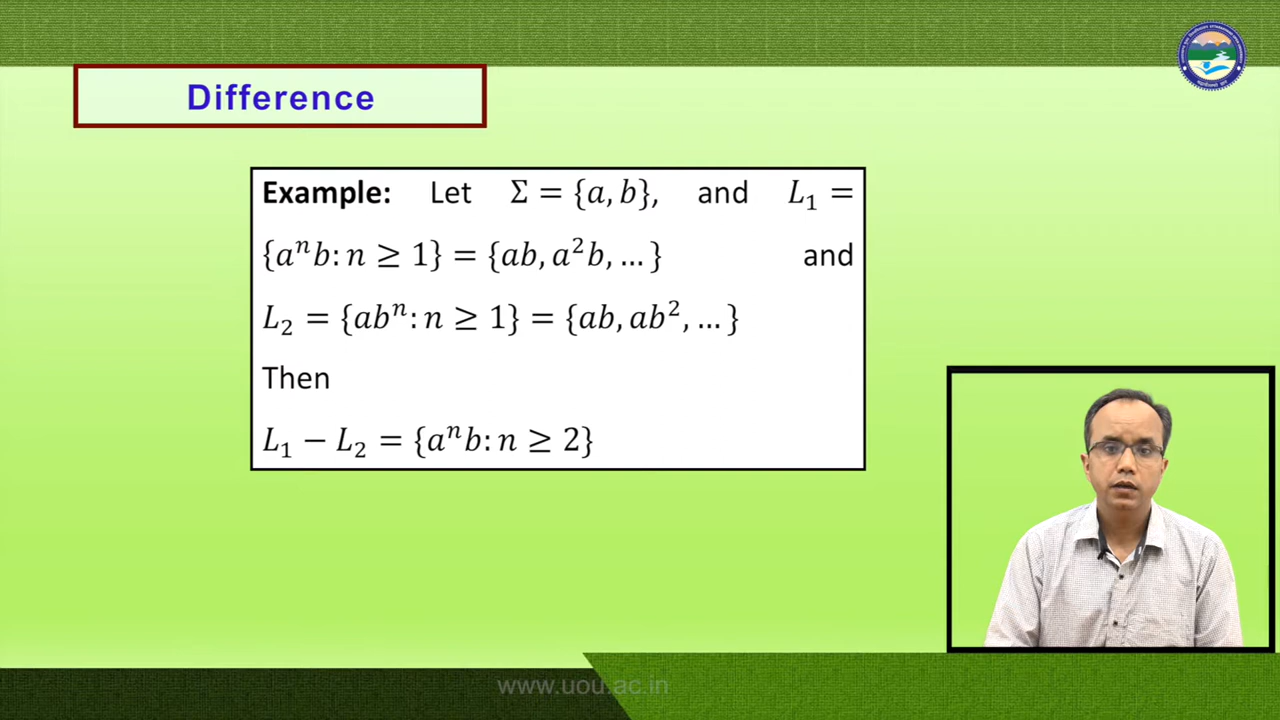 Difference
Example: Let Σ = {a, b}, and L₁ =
{aⁿb: n ≥ 1} = {ab, a²b, … } and
L₂ = {abⁿ: n ≥ 1} = {ab, ab², … }
Then
L₁ − L₂ = {aⁿb: n ≥ 2}
www.uou.ac.in